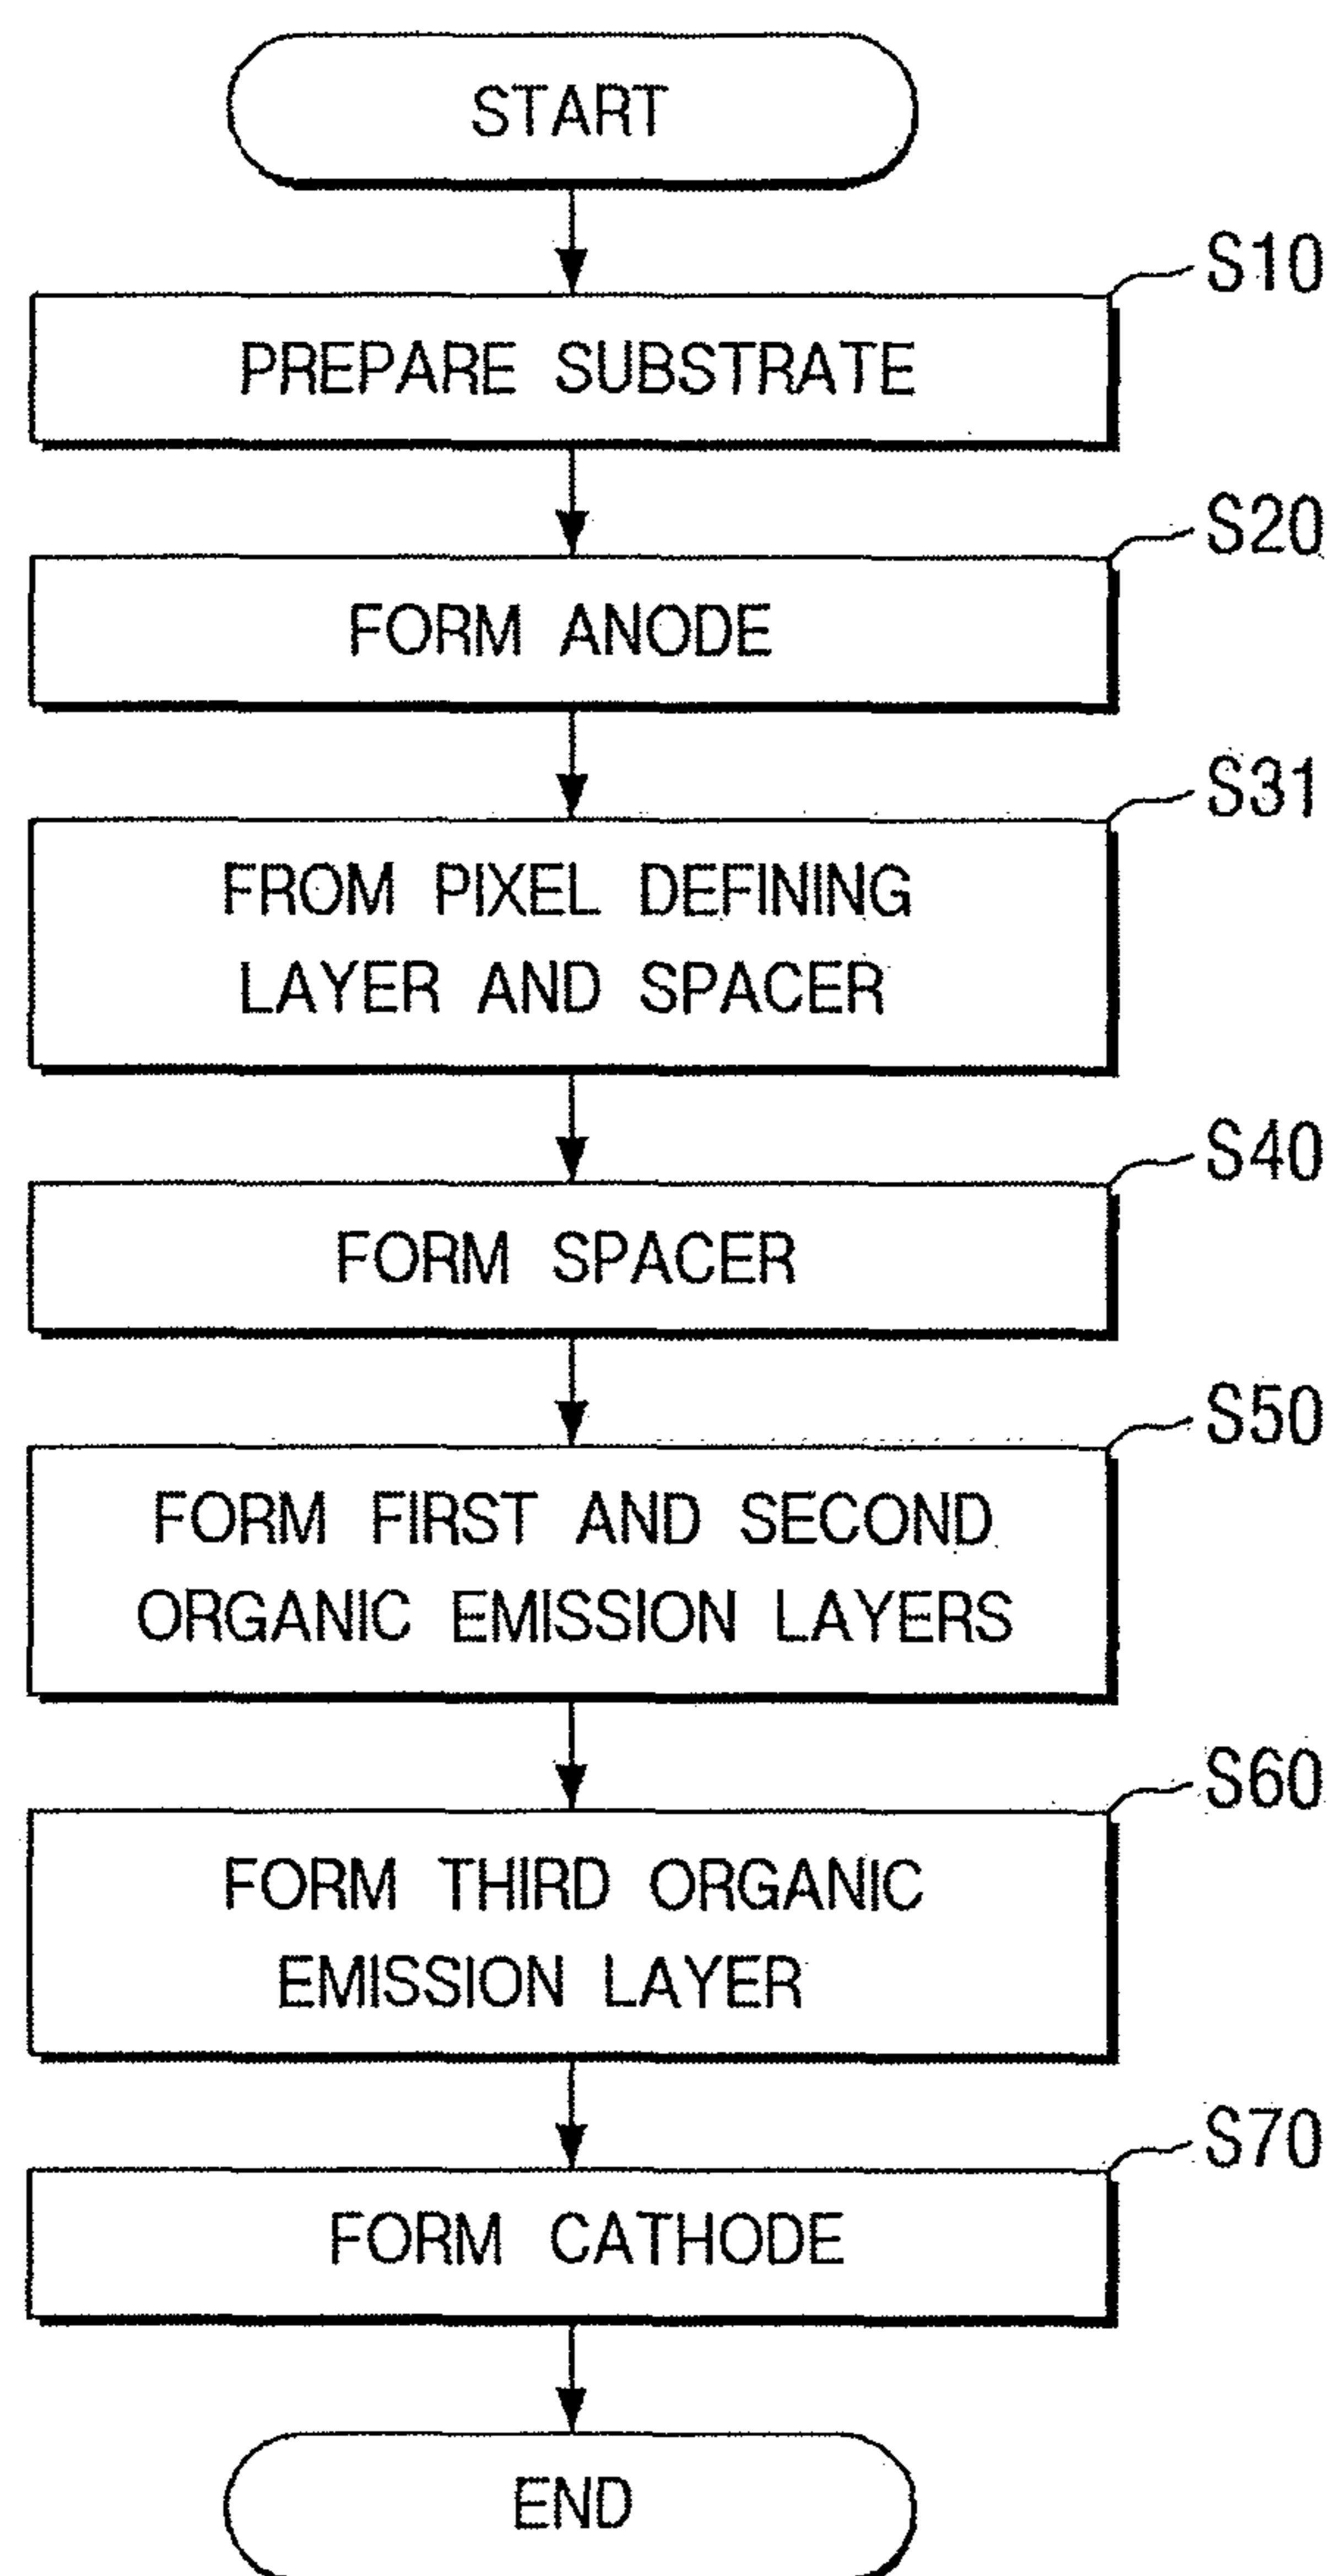 START
S10
PREPARE SUBSTRATE
S20
FORM ANODE
S31
FROM PIXEL DEFINING
LAYER AND SPACER
S40
FORM SPACER
S50
FORM FIRST AND SECOND
ORGANIC EMISSION LAYERS
S60
FORM THIRD ORGANIC
EMISSION LAYER
S70
FORM CATHODE
END